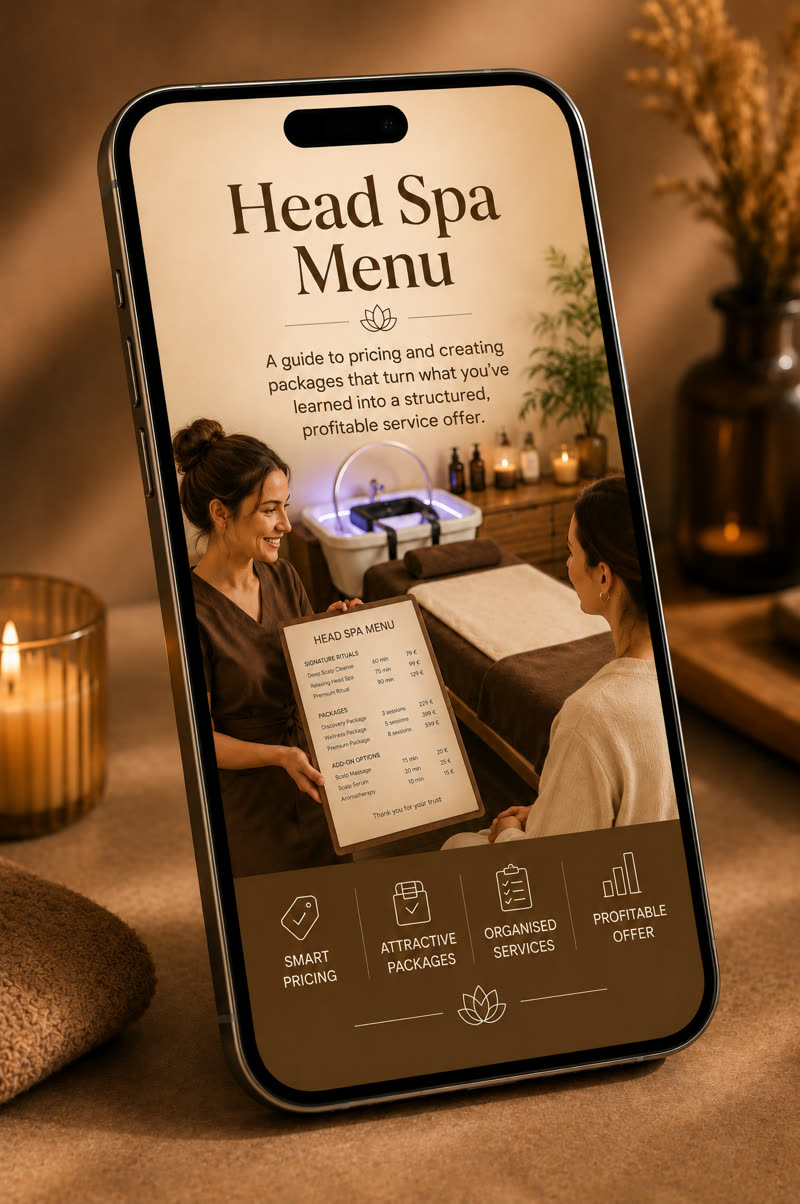 Head Spa
Menu
A guide to pricing and creating
packages that turn what you've
learned into a structured,
profitable service offer.
HEAD SPA MENU
SIGNATURE RITUALS
Deep Scalp Cleanse 60 min 79 €
Relaxing Head Spa 75 min 99 €
Premium Ritual 90 min 129 €
PACKAGES
Discovery Package 3 sessions 229 €
Wellness Package 5 sessions 399 €
Premium Package 8 sessions 599 €
ADD-ON OPTIONS
Scalp Massage 15 min 20 €
Scalp Serum 20 min 25 €
Aromatherapy 10 min 15 €
Thank you for your trust
SMART
PRICING
ATTRACTIVE
PACKAGES
ORGANISED
SERVICES
PROFITABLE
OFFER